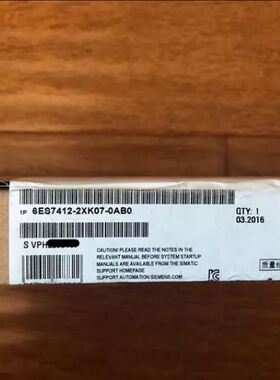 1P 6ES7412-2XK07-0AB0
QTY: 1
03.2016
S VPH
CAUTION: PLEASE READ THE NOTES IN THE
RELEVANT MANUAL BEFORE SYSTEM STARTUP
MANUALS ARE AVAILABLE FROM THE SIMATIC
SUPPORT HOMEPAGE
SUPPORT.AUTOMATION.SIEMENS.COM